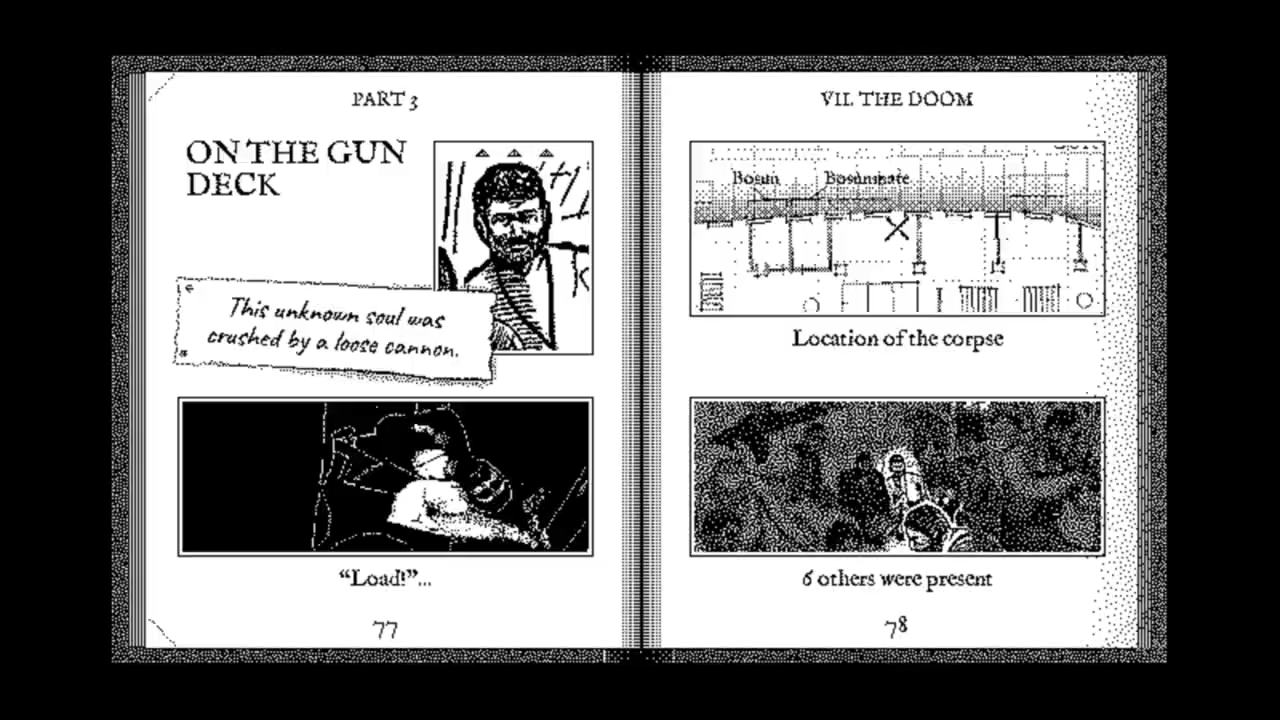 PART 3
ON THE GUN
DECK
This unknown soul was
crushed by a loose cannon.
“Load!”...
77
VII. THE DOOM
Bosun
Bosunmate
Location of the corpse
6 others were present
78